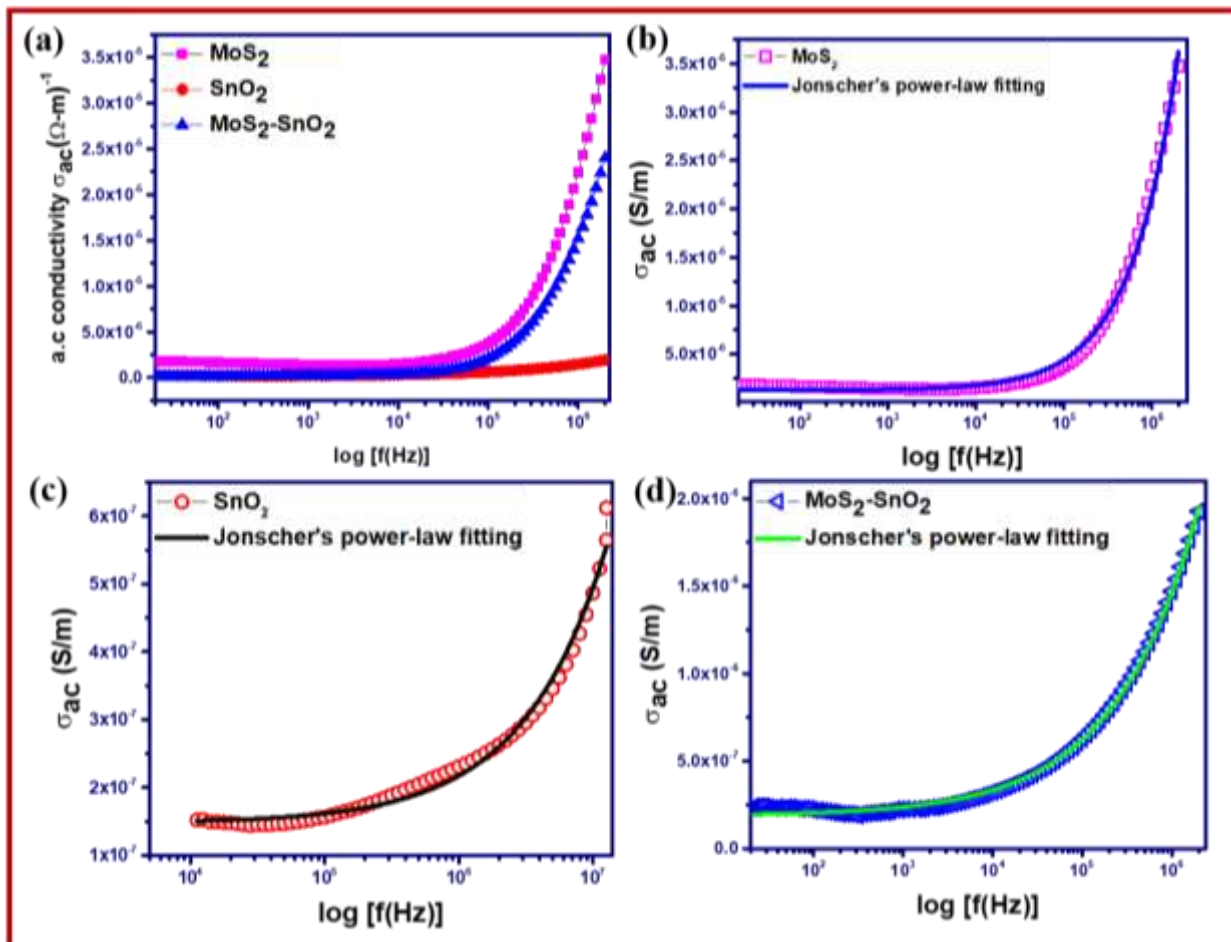 (a)
MoS₂
SnO₂
MoS₂-SnO₂
a.c conductivity σac(Ω-m)⁻¹
3.5x10⁻⁶
3.0x10⁻⁶
2.5x10⁻⁶
2.0x10⁻⁶
1.5x10⁻⁶
1.0x10⁻⁶
5.0x10⁻⁶
0.0
10² 10³ 10⁴ 10⁵ 10⁶
log [f(Hz)]
(b)
MoS₂
Jonscher's power-law fitting
σac (S/m)
3.5x10⁻⁶
3.0x10⁻⁶
2.5x10⁻⁶
2.0x10⁻⁶
1.5x10⁻⁶
1.0x10⁻⁶
5.0x10⁻⁶
10² 10³ 10⁴ 10⁵ 10⁶
log [f(Hz)]
(c)
SnO₂
Jonscher's power-law fitting
σac (S/m)
6x10⁻⁷
5x10⁻⁷
4x10⁻⁷
3x10⁻⁷
2x10⁻⁷
1x10⁻⁷
10⁴ 10⁵ 10⁶ 10⁷
log [f(Hz)]
(d)
MoS₂-SnO₂
Jonscher's power-law fitting
σac (S/m)
2.0x10⁻⁶
1.5x10⁻⁶
1.0x10⁻⁶
5.0x10⁻⁷
0.0
10² 10³ 10⁴ 10⁵ 10⁶
log [f(Hz)]